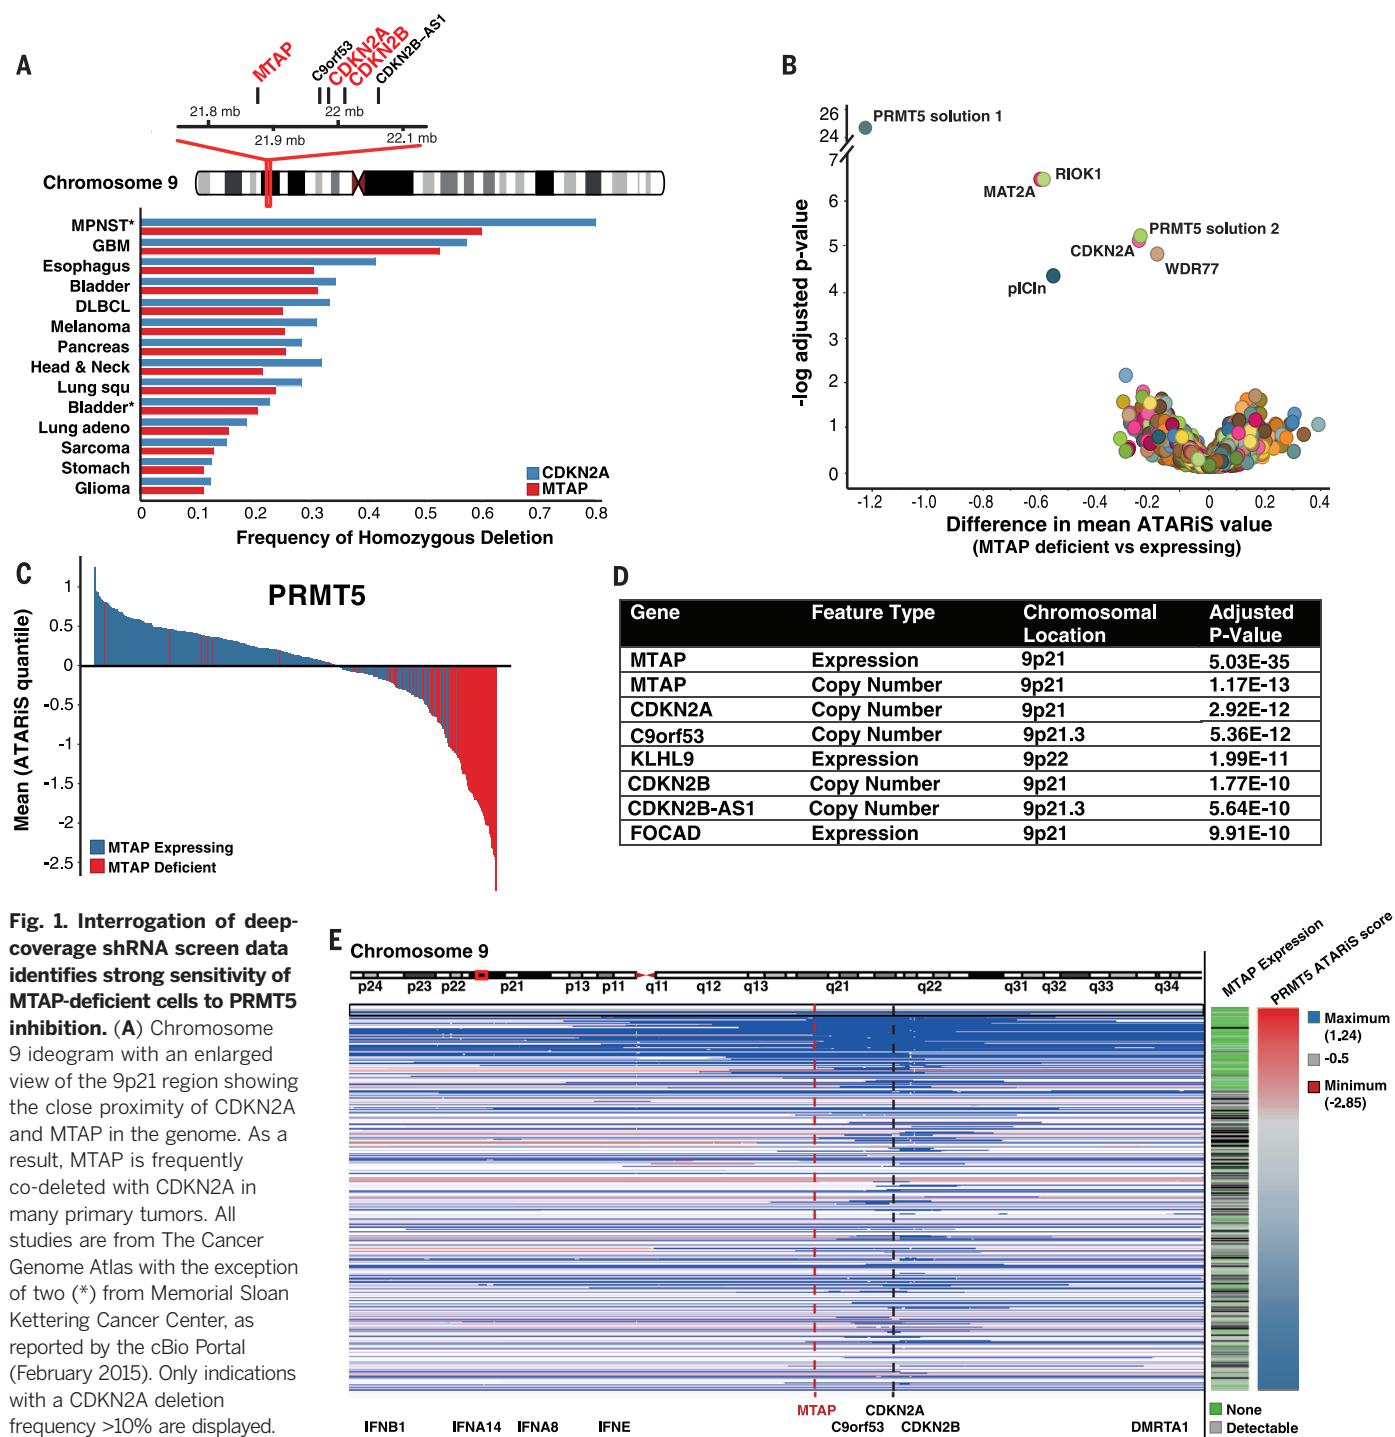 A
MTAP
C9orf53
CDKN2A
CDKN2B
CDKN2B-AS1
21.8 mb
22 mb
21.9 mb
22.1 mb
Chromosome 9
MPNST*
GBM
Esophagus
Bladder
DLBCL
Melanoma
Pancreas
Head & Neck
Lung squ
Bladder*
Lung adeno
Sarcoma
Stomach
Glioma
CDKN2A
MTAP
0 0.1 0.2 0.3 0.4 0.5 0.6 0.7 0.8
Frequency of Homozygous Deletion
B
-log adjusted p-value
26
24
7
6
5
4
3
2
1
0
PRMT5 solution 1
RIOK1
MAT2A
PRMT5 solution 2
CDKN2A
WDR77
pICln
-1.2 -1.0 -0.8 -0.6 -0.4 -0.2 0 0.2 0.4
Difference in mean ATARiS value
(MTAP deficient vs expressing)
C
PRMT5
Mean (ATARiS quantile)
1
0.5
0
-0.5
-1
-1.5
-2
-2.5
MTAP Expressing
MTAP Deficient
D
Gene Feature Type Chromosomal Location Adjusted P-Value
MTAP Expression 9p21 5.03E-35
MTAP Copy Number 9p21 1.17E-13
CDKN2A Copy Number 9p21 2.92E-12
C9orf53 Copy Number 9p21.3 5.36E-12
KLHL9 Expression 9p22 1.99E-11
CDKN2B Copy Number 9p21 1.77E-10
CDKN2B-AS1 Copy Number 9p21.3 5.64E-10
FOCAD Expression 9p21 9.91E-10
Fig. 1. Interrogation of deep-
coverage shRNA screen data
identifies strong sensitivity of
MTAP-deficient cells to PRMT5
inhibition. (A) Chromosome
9 ideogram with an enlarged
view of the 9p21 region showing
the close proximity of CDKN2A
and MTAP in the genome. As a
result, MTAP is frequently
co-deleted with CDKN2A in
many primary tumors. All
studies are from The Cancer
Genome Atlas with the exception
of two (*) from Memorial Sloan
Kettering Cancer Center, as
reported by the cBio Portal
(February 2015). Only indications
with a CDKN2A deletion
frequency >10% are displayed.
E
Chromosome 9
p24 p23 p22 p21 p13 p11 q11 q12 q13 q21 q22 q31 q32 q33 q34
MTAP Expression
PRMT5 ATARiS score
Maximum
(1.24)
-0.5
Minimum
(-2.85)
MTAP
CDKN2A
IFNB1 IFNA14 IFNA8 IFNE C9orf53 CDKN2B DMRTA1
None
Detectable